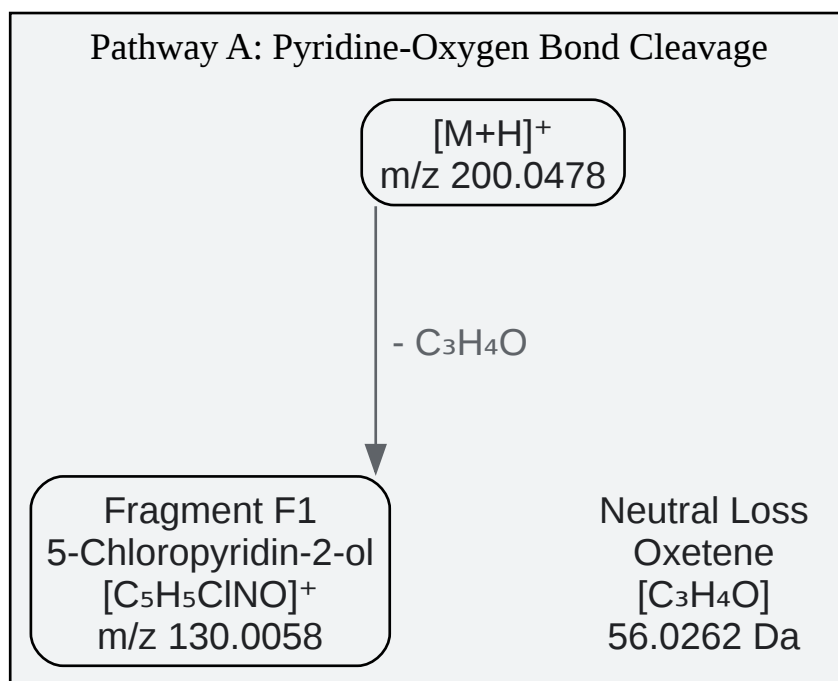 Pathway A: Pyridine-Oxygen Bond Cleavage
[M+H]⁺
m/z 200.0478
- C₃H₄O
Fragment F1
5-Chloropyridin-2-ol
[C₅H₅ClNO]⁺
m/z 130.0058
Neutral Loss
Oxetene
[C₃H₄O]
56.0262 Da